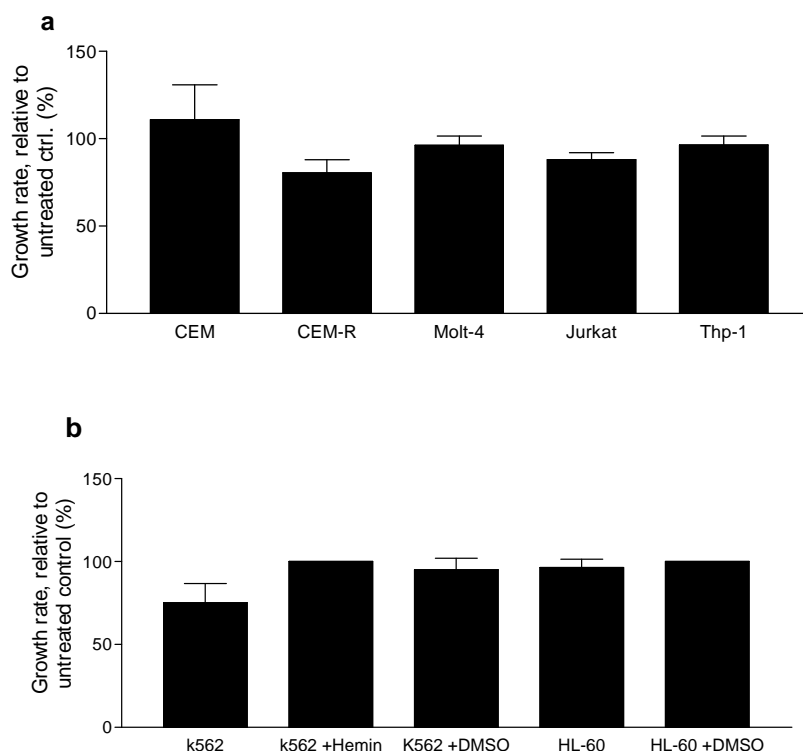 a
Growth rate, relative to
untreated ctrl. (%)
150
100
50
0
CEM CEM-R Molt-4 Jurkat Thp-1
b
Growth rate, relative to
untreated control (%)
150
100
50
0
k562 k562 +Hemin K562 +DMSO HL-60 HL-60 +DMSO